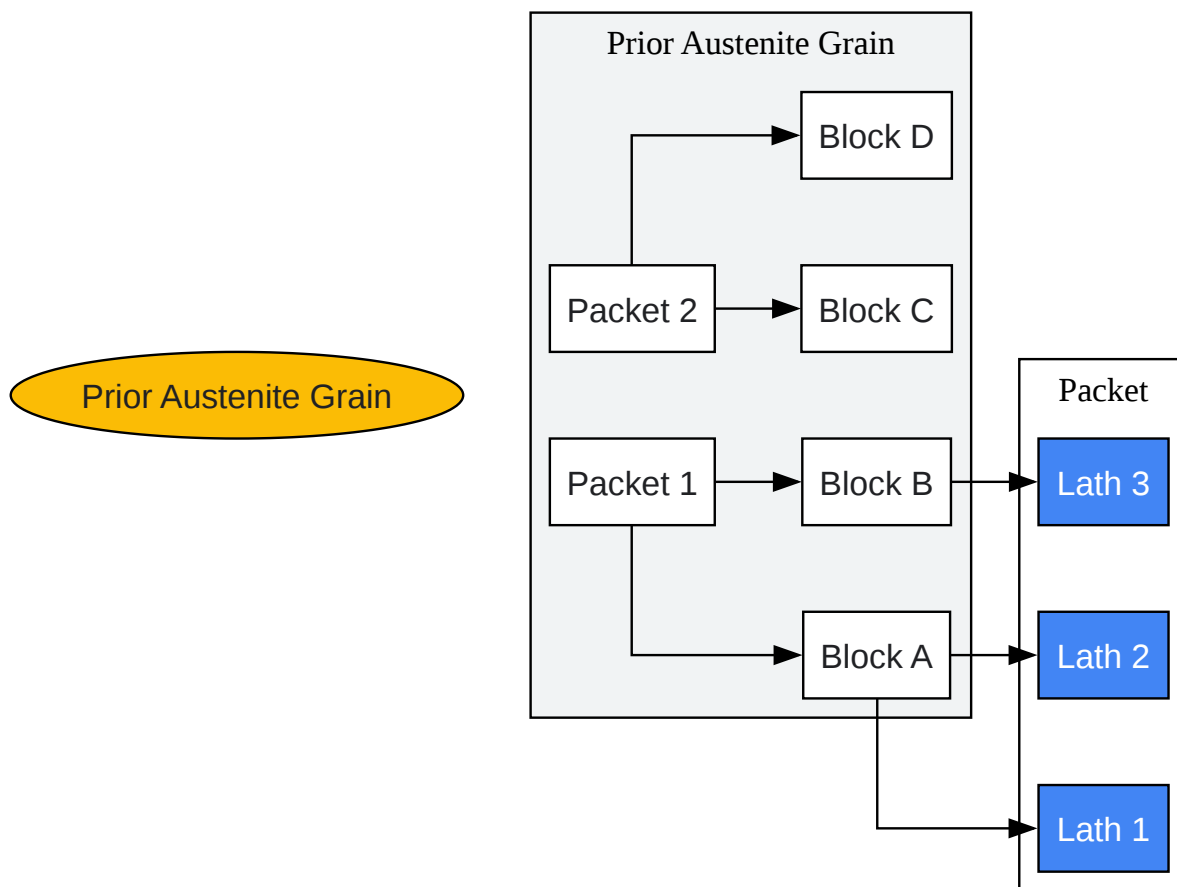 Prior Austenite Grain
Block D
Packet 2
Block C
Prior Austenite Grain
Packet
Packet 1
Block B
Lath 3
Block A
Lath 2
Lath 1